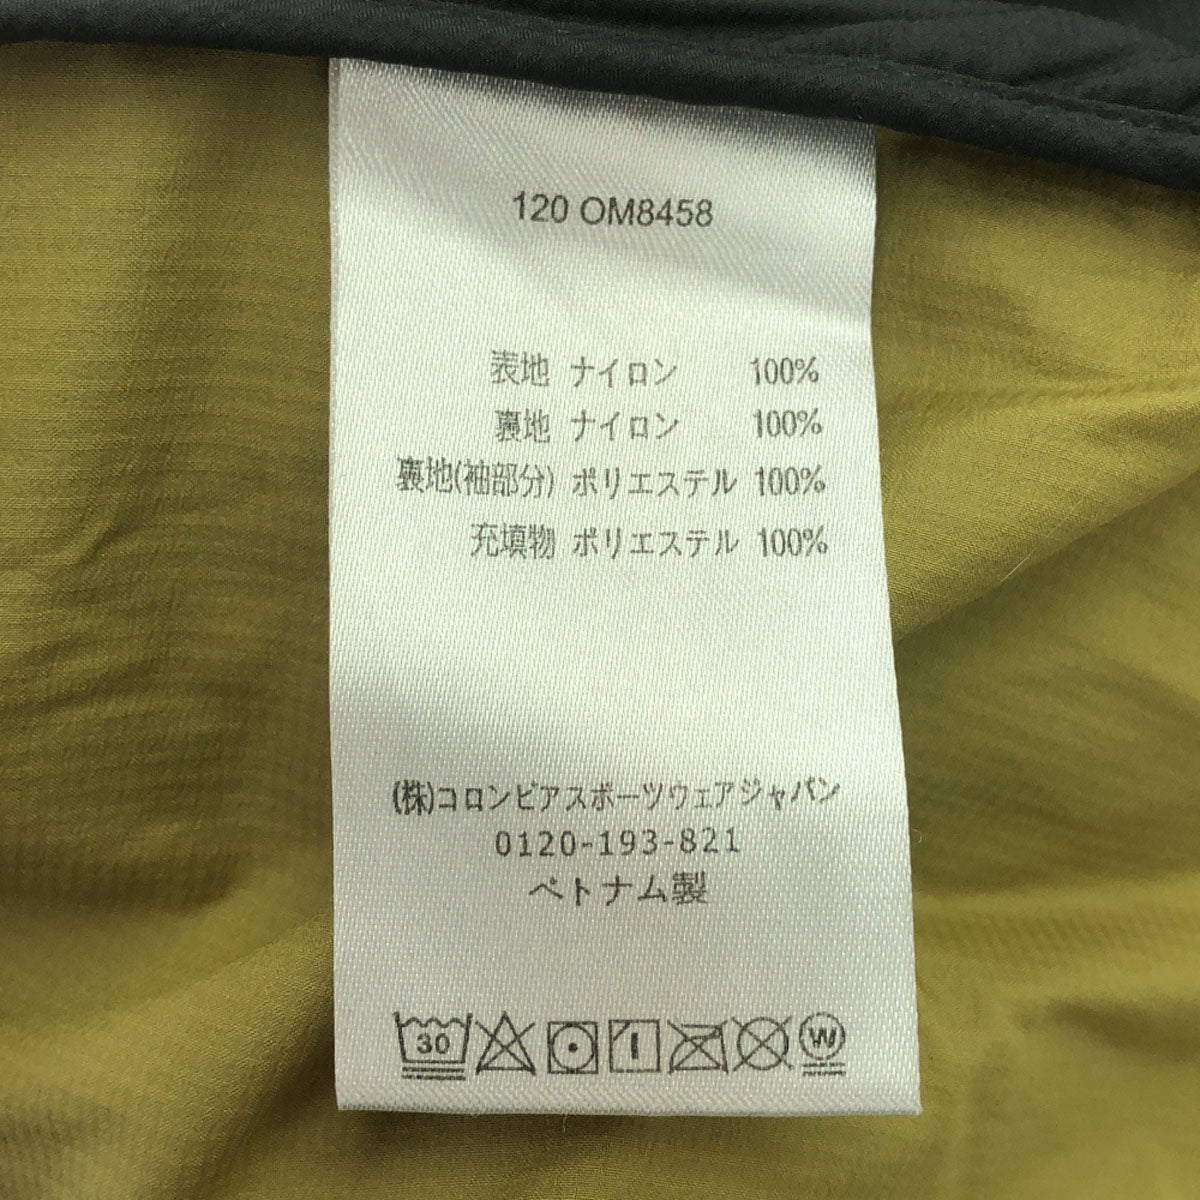 120 OM8458
表地 ナイロン 100%
裏地 ナイロン 100%
裏地(袖部分) ポリエステル 100%
充填物 ポリエステル 100%
(株)コロンビアスポーツウェアジャパン
0120-193-821
ベトナム製
30 W